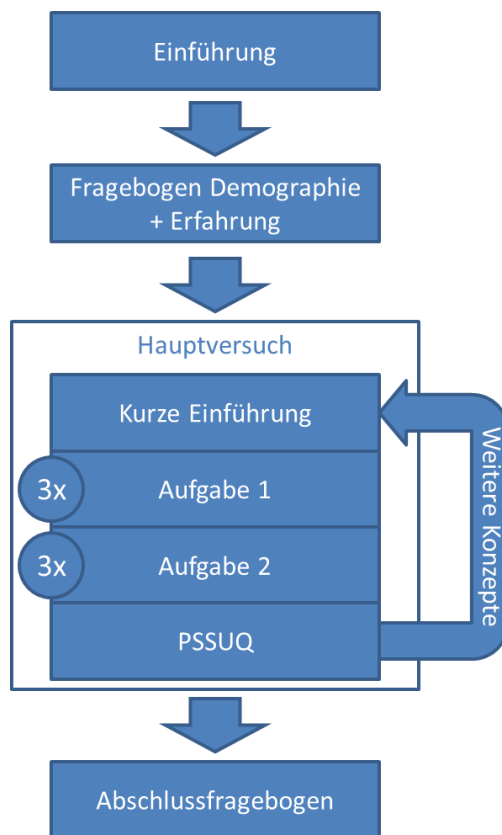 Einführung
Fragebogen Demographie
+ Erfahrung
Hauptversuch
Kurze Einführung
3x
Aufgabe 1
3x
Aufgabe 2
PSSUQ
Weitere Konzepte
Abschlussfragebogen